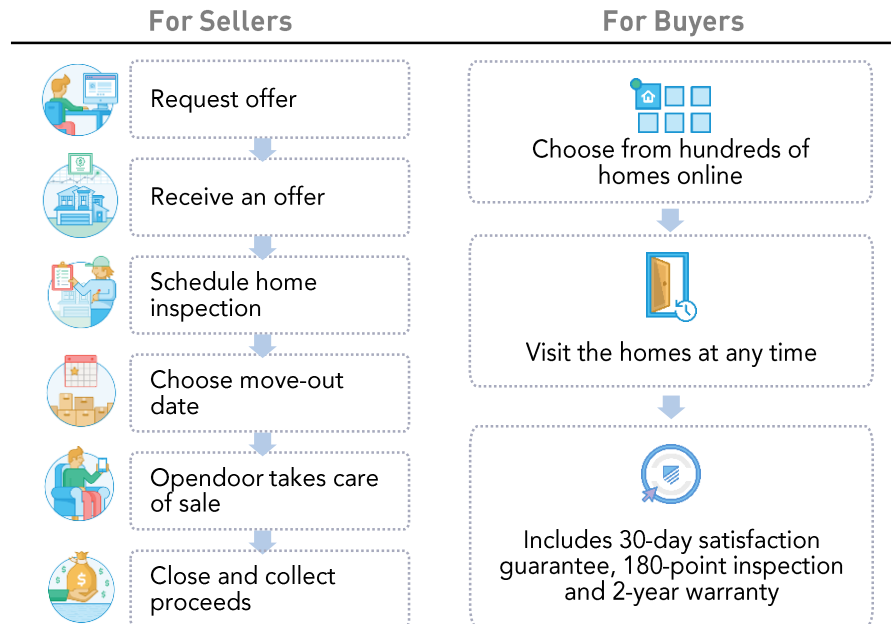 For Sellers
Request offer
Receive an offer
Schedule home
inspection
Choose move-out
date
Opendoor takes care
of sale
Close and collect
proceeds
For Buyers
Choose from hundreds of
homes online
Visit the homes at any time
Includes 30-day satisfaction
guarantee, 180-point inspection
and 2-year warranty